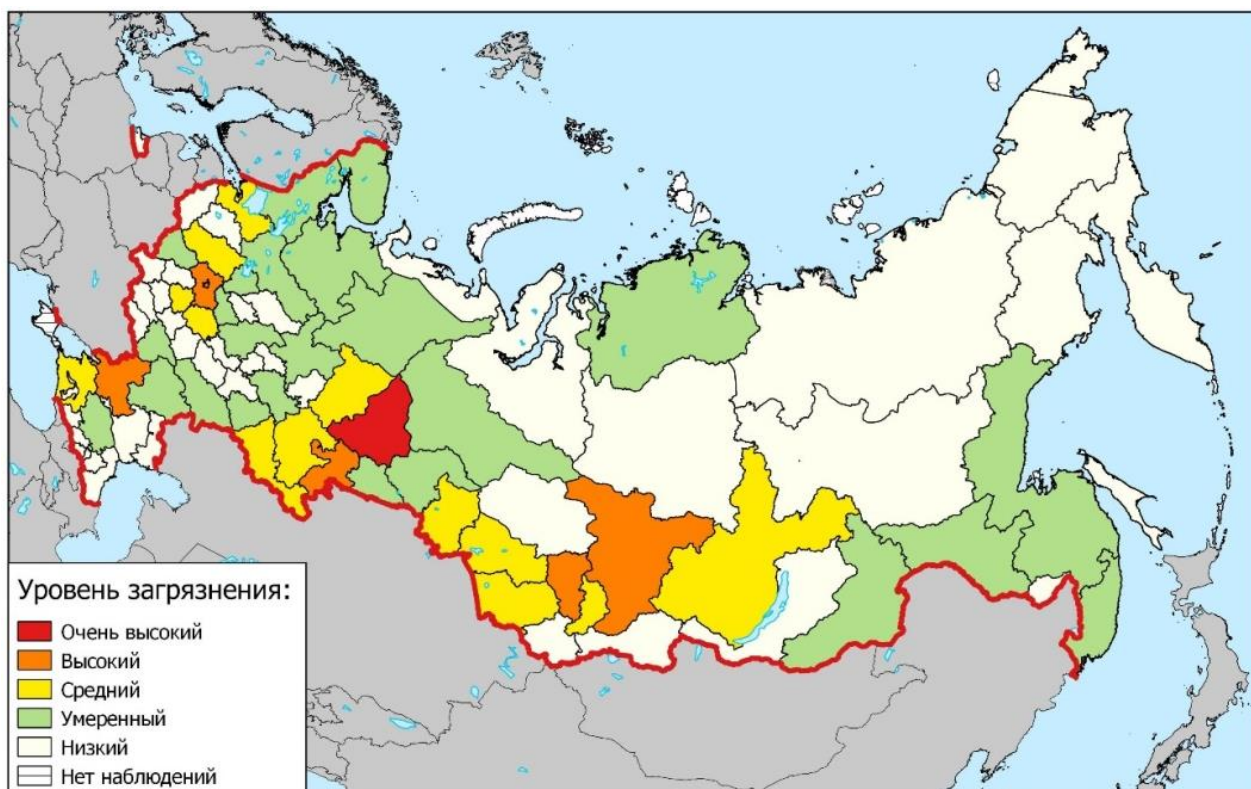 Уровень загрязнения:
Очень высокий
Высокий
Средний
Умеренный
Низкий
Нет наблюдений